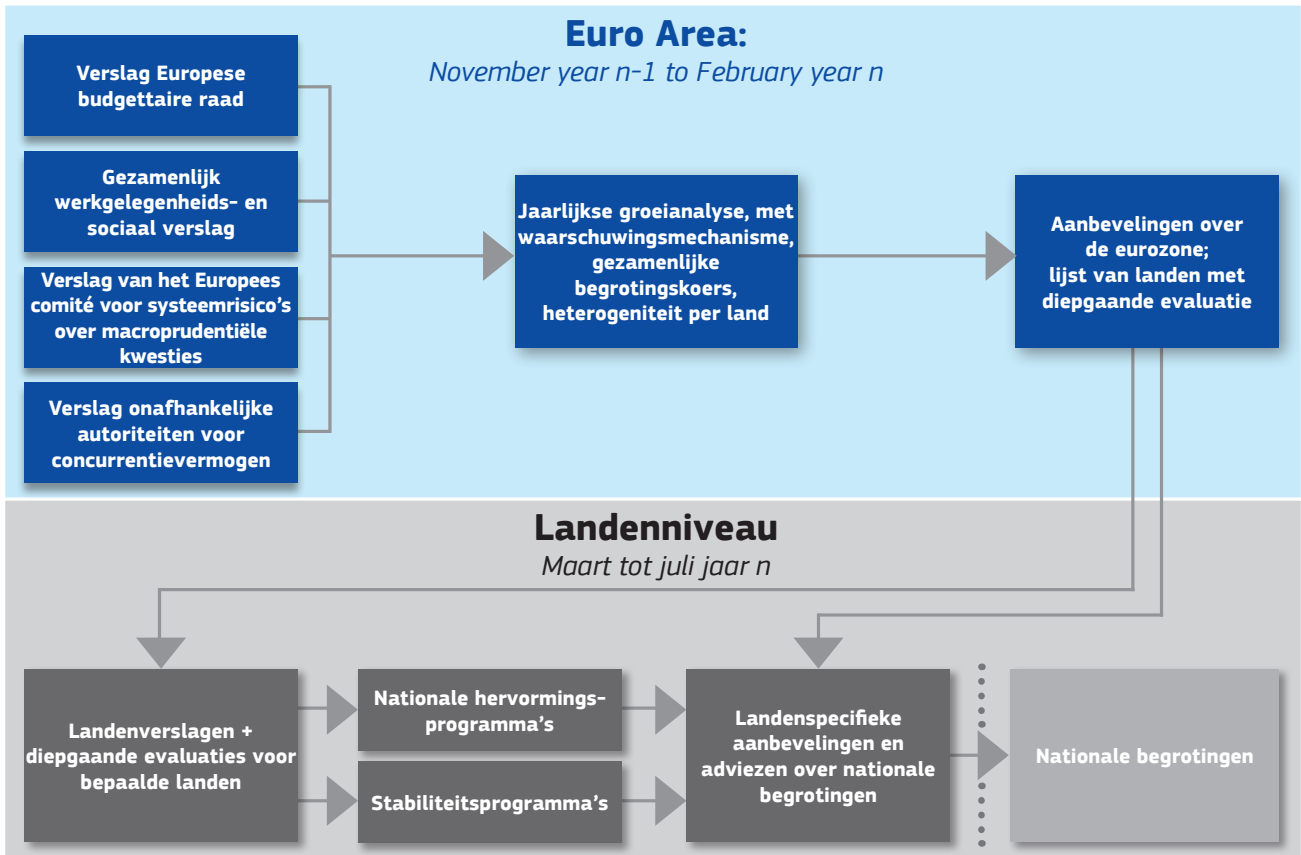 Euro Area:
November year n-1 to February year n
Verslag Europese
budgettaire raad
Gezamenlijk
werkgelegenheids- en
sociaal verslag
Verslag van het Europees
comité voor systeemrisico's
over macroprudentiële
kwesties
Verslag onafhankelijke
autoriteiten voor
concurrentievermogen
Jaarlijkse groeianalyse, met
waarschuwingsmechanisme,
gezamenlijke
begrotingskoers,
heterogeniteit per land
Aanbevelingen over
de eurozone;
lijst van landen met
diepgaande evaluatie
Landenniveau
Maart tot juli jaar n
Landenverslagen +
diepgaande evaluaties voor
bepaalde landen
Nationale hervormings-
programma's
Stabiliteitsprogramma's
Landenspecifieke
aanbevelingen en
adviezen over nationale
begrotingen
Nationale begrotingen